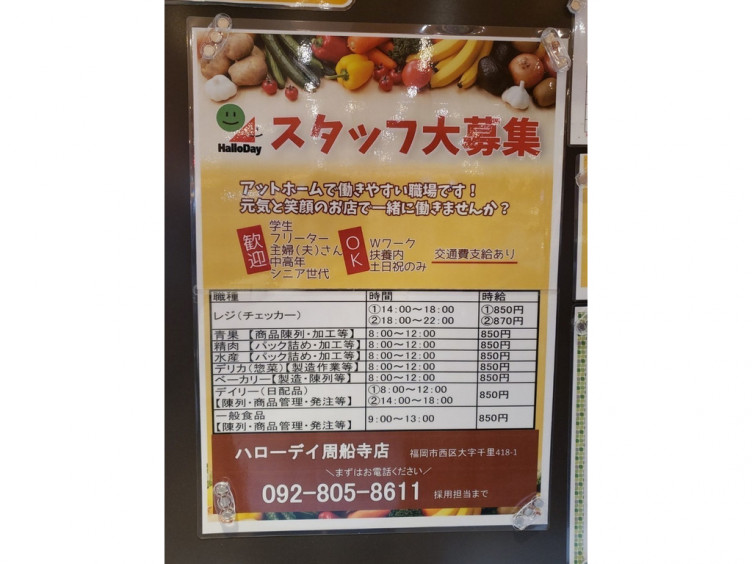 HalloDay
スタッフ大募集
アットホームで働きやすい職場です!
元気と笑顔のお店で一緒に働きませんか?
歓迎
学生
フリーター
主婦(夫)さん
中高年
シニア世代
OK
Wワーク
扶養内
土日祝のみ
交通費支給あり
職種 時間 時給
レジ(チェッカー) ①14:00～18:00 ①850円
②18:00～22:00 ②870円
青果【商品陳列・加工等】 8:00～12:00 850円
精肉【パック詰め・加工等】 8:00～12:00 850円
水産【パック詰め・加工等】 8:00～12:00 850円
デリカ(惣菜)【製造作業等】 8:00～12:00 850円
ベーカリー【製造・陳列等】 8:00～12:00 850円
デイリー(日配品) ①8:00～12:00 850円
【陳列・商品管理・発注等】 ②14:00～18:00
一般食品 9:00～13:00 850円
【陳列・商品管理・発注等】
ハローデイ周船寺店 福岡市西区大字千里418-1
＼まずはお電話ください／
092-805-8611 採用担当まで